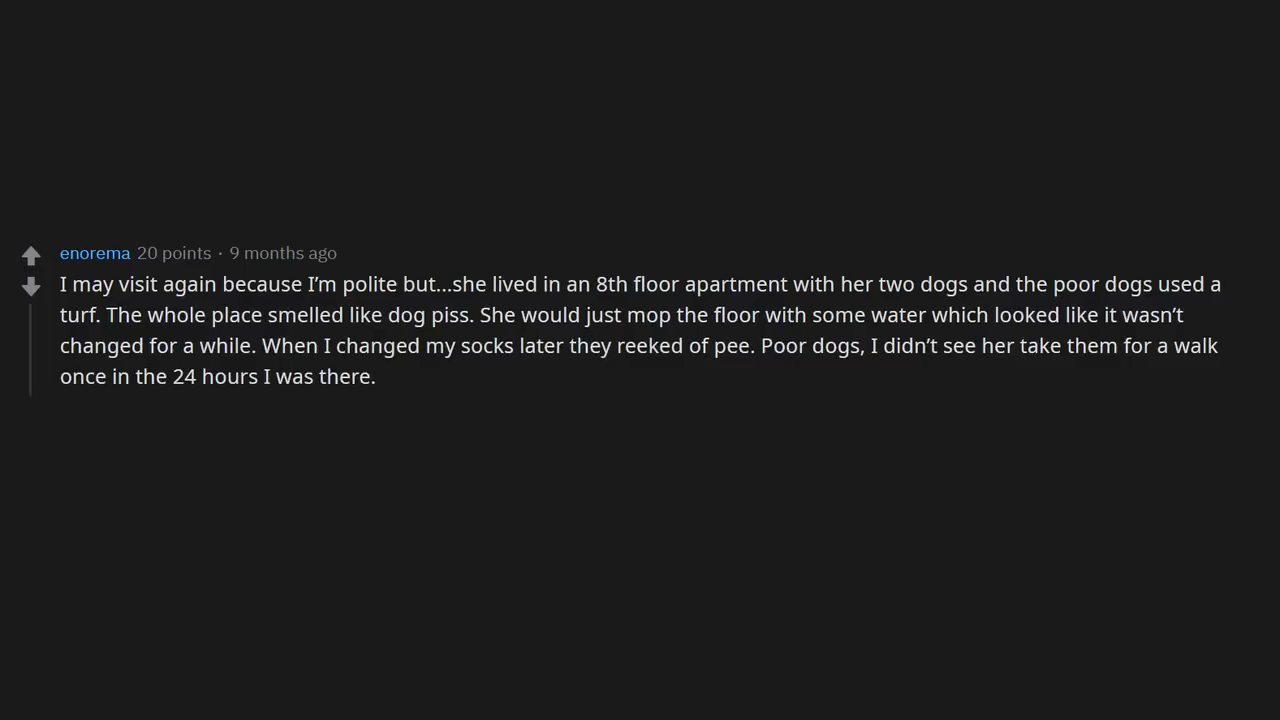 enorema 20 points · 9 months ago
I may visit again because I’m polite but...she lived in an 8th floor apartment with her two dogs and the poor dogs used a
turf. The whole place smelled like dog piss. She would just mop the floor with some water which looked like it wasn’t
changed for a while. When I changed my socks later they reeked of pee. Poor dogs, I didn’t see her take them for a walk
once in the 24 hours I was there.